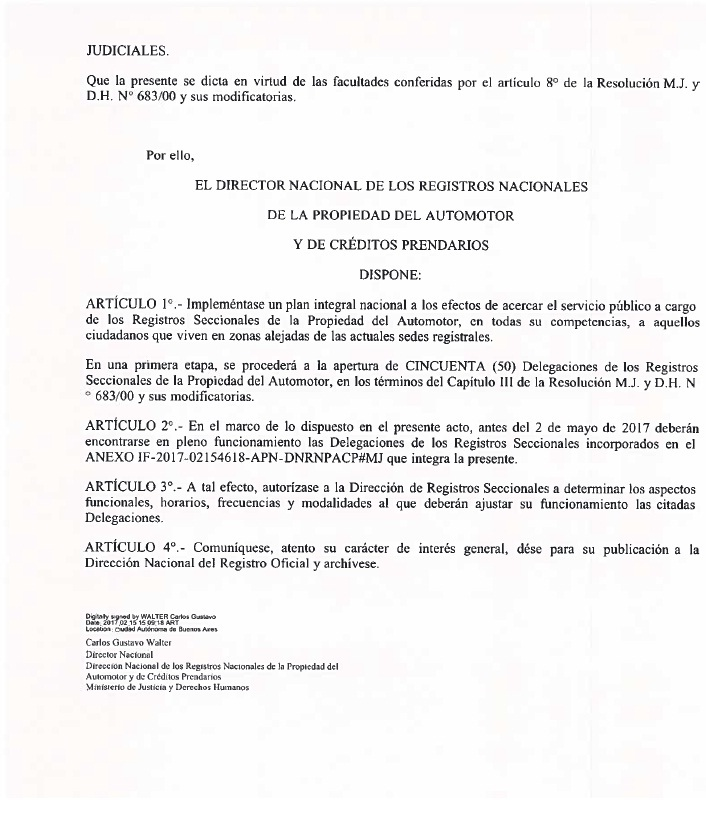 JUDICIALES.
Que la presente se dicta en virtud de las facultades conferidas por el artículo 8° de la Resolución M.J. y
D.H. N° 683/00 y sus modificatorias.
Por ello,
EL DIRECTOR NACIONAL DE LOS REGISTROS NACIONALES
DE LA PROPIEDAD DEL AUTOMOTOR
Y DE CRÉDITOS PRENDARIOS
DISPONE:
ARTÍCULO 1°.- Impleméntase un plan integral nacional a los efectos de acercar el servicio público a cargo
de los Registros Seccionales de la Propiedad del Automotor, en todas su competencias, a aquellos
ciudadanos que viven en zonas alejadas de las actuales sedes registrales.
En una primera etapa, se procederá a la apertura de CINCUENTA (50) Delegaciones de los Registros
Seccionales de la Propiedad del Automotor, en los términos del Capítulo III de la Resolución M.J. y D.H. N
° 683/00 y sus modificatorias.
ARTÍCULO 2°.- En el marco de lo dispuesto en el presente acto, antes del 2 de mayo de 2017 deberán
encontrarse en pleno funcionamiento las Delegaciones de los Registros Seccionales incorporados en el
ANEXO IF-2017-02154618-APN-DNRNPACP#MJ que integra la presente.
ARTÍCULO 3°.- A tal efecto, autorízase a la Dirección de Registros Seccionales a determinar los aspectos
funcionales, horarios, frecuencias y modalidades al que deberán ajustar su funcionamiento las citadas
Delegaciones.
ARTÍCULO 4°.- Comuníquese, atento su carácter de interés general, dése para su publicación a la
Dirección Nacional del Registro Oficial y archívese.
Digitally signed by WALTER Carlos Gustavo
Date: 2017.02.15 15:09:18 ART
Location: Ciudad Autónoma de Buenos Aires
Carlos Gustavo Walter
Director Nacional
Dirección Nacional de los Registros Nacionales de la Propiedad del
Automotor y de Créditos Prendarios
Ministerio de Justicia y Derechos Humanos